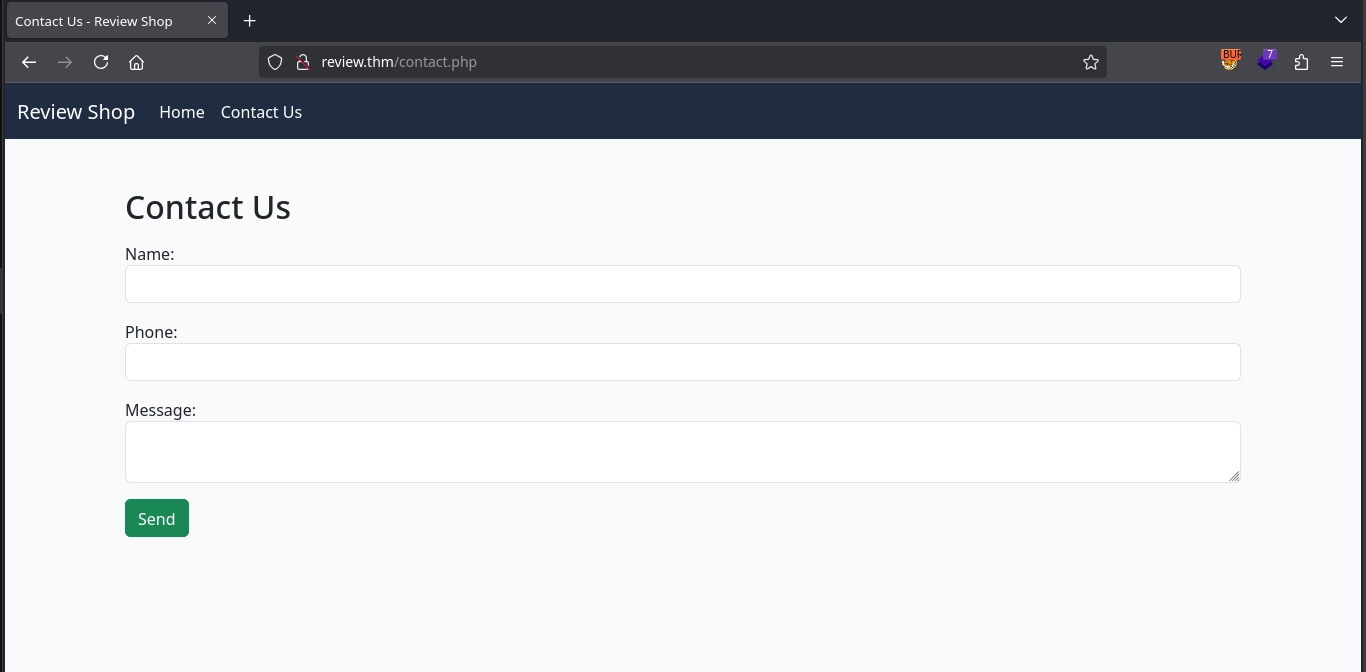 Contact Us - Review Shop
review.thm/contact.php
BUR
7
Review Shop Home Contact Us
Contact Us
Name:
Phone:
Message:
Send